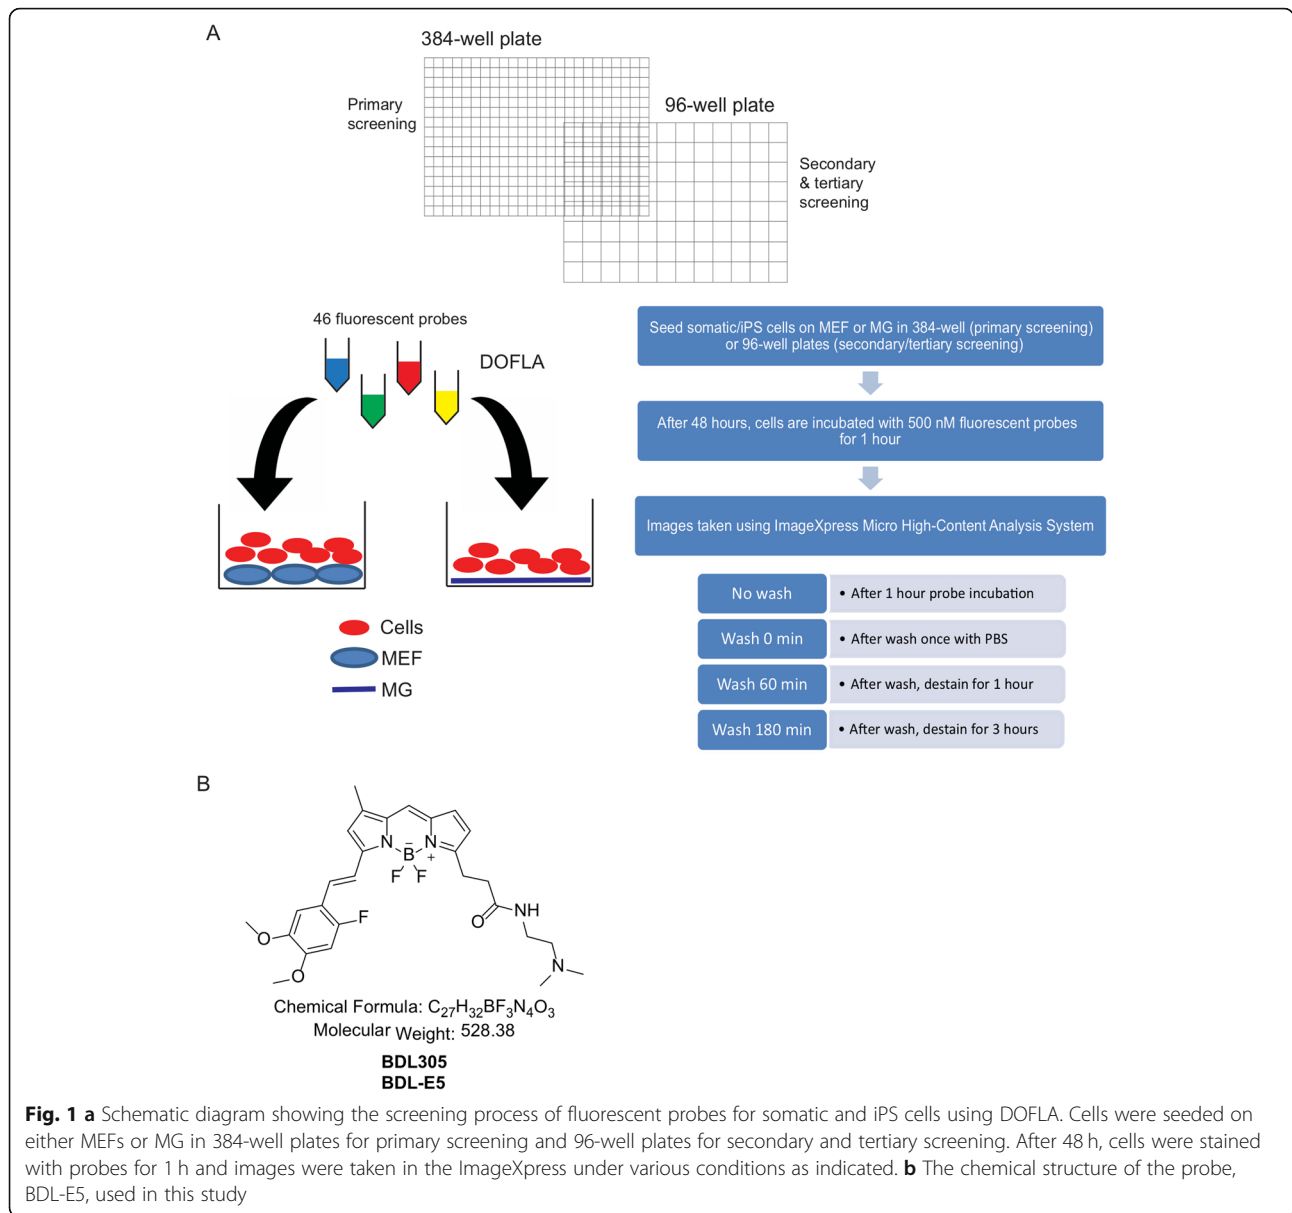 A
384-well plate
Primary
screening
96-well plate
Secondary
& tertiary
screening
46 fluorescent probes
DOFLA
Cells
MEF
MG
Seed somatic/iPS cells on MEF or MG in 384-well (primary screening)
or 96-well plates (secondary/tertiary screening)
After 48 hours, cells are incubated with 500 nM fluorescent probes
for 1 hour
Images taken using ImageXpress Micro High-Content Analysis System
No wash • After 1 hour probe incubation
Wash 0 min • After wash once with PBS
Wash 60 min • After wash, destain for 1 hour
Wash 180 min • After wash, destain for 3 hours
B
N B − N +
F F
F
O
O
O NH
N
Chemical Formula: C27H32BF3N4O3
Molecular Weight: 528.38
BDL305
BDL-E5
Fig. 1 a Schematic diagram showing the screening process of fluorescent probes for somatic and iPS cells using DOFLA. Cells were seeded on
either MEFs or MG in 384-well plates for primary screening and 96-well plates for secondary and tertiary screening. After 48 h, cells were stained
with probes for 1 h and images were taken in the ImageXpress under various conditions as indicated. b The chemical structure of the probe,
BDL-E5, used in this study